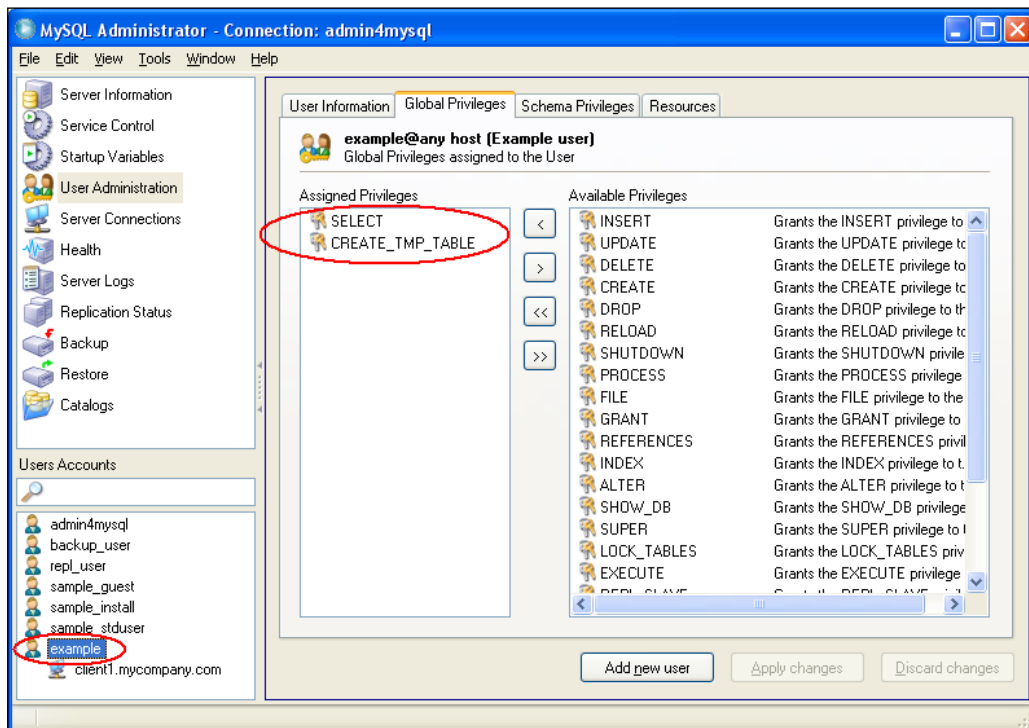 MySQL Administrator - Connection: admin4mysql
File Edit View Tools Window Help
Server Information
Service Control
Startup Variables
User Administration
Server Connections
Health
Server Logs
Replication Status
Backup
Restore
Catalogs
Users Accounts
admin4mysql
backup_user
repl_user
sample_guest
sample_install
sample_stduser
example
client1.mycompany.com
User Information Global Privileges Schema Privileges Resources
example@any host (Example user)
Global Privileges assigned to the User
Assigned Privileges
SELECT
CREATE_TMP_TABLE
<
>
<<
>>
Available Privileges
INSERT Grants the INSERT privilege to
UPDATE Grants the UPDATE privilege to
DELETE Grants the DELETE privilege to
CREATE Grants the CREATE privilege to
DROP Grants the DROP privilege to th
RELOAD Grants the RELOAD privilege to
SHUTDOWN Grants the SHUTDOWN privile
PROCESS Grants the PROCESS privilege
FILE Grants the FILE privilege to the
GRANT Grants the GRANT privilege to
REFERENCES Grants the REFERENCES privil
INDEX Grants the INDEX privilege to t.
ALTER Grants the ALTER privilege to t
SHOW_DB Grants the SHOW_DB privilege
SUPER Grants the SUPER privilege to
LOCK_TABLES Grants the LOCK_TABLES priv
EXECUTE Grants the EXECUTE privilege
Add new user Apply changes Discard changes